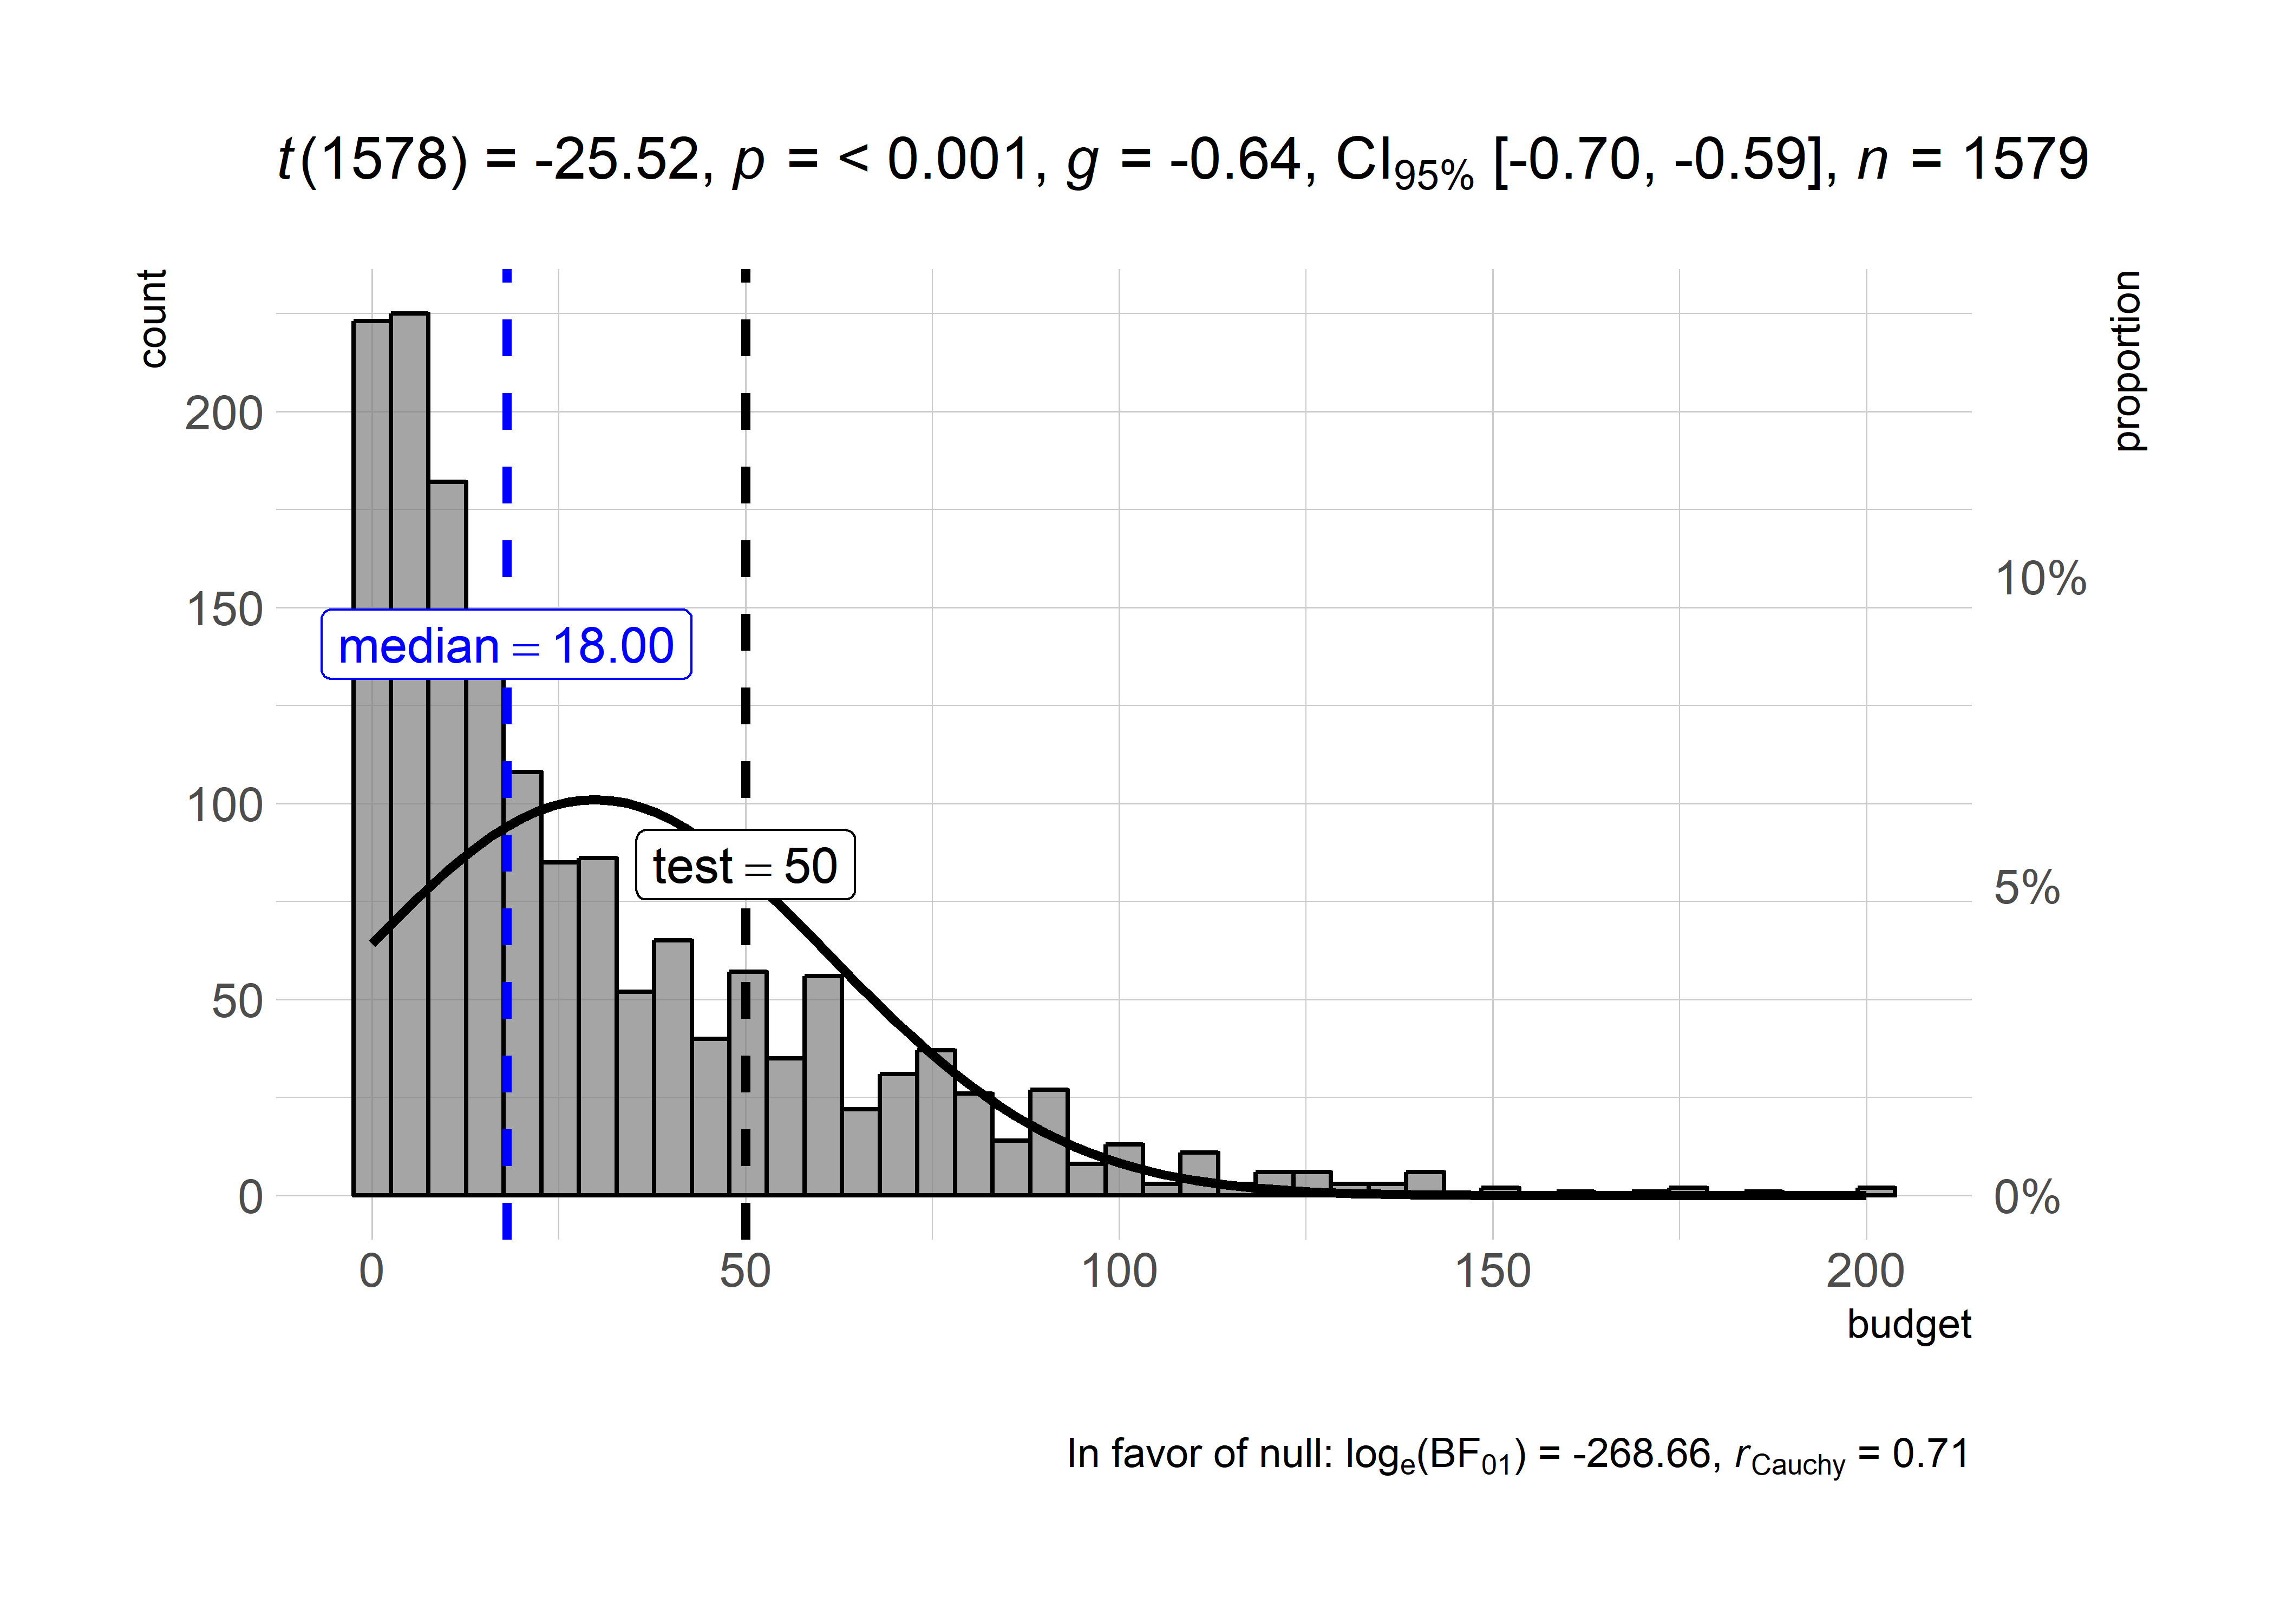 t(1578) = -25.52, p = < 0.001, g = -0.64, CI95% [-0.70, -0.59], n = 1579
count
proportion
200
150
100
50
0
10%
5%
0%
median = 18.00
test = 50
0 50 100 150 200
budget
In favor of null: loge(BF01) = -268.66, rCauchy = 0.71